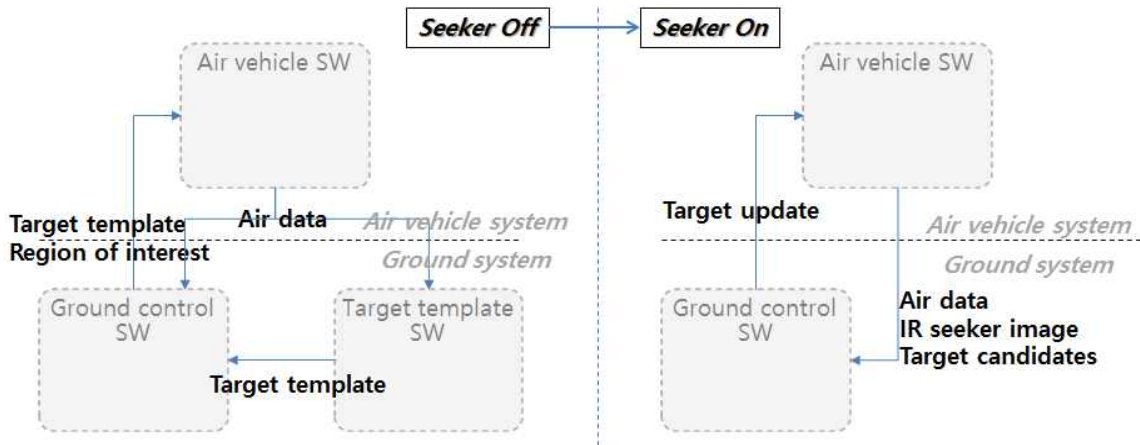 Seeker Off
Seeker On
Air vehicle SW
Target template
Region of interest
Air data
Air vehicle system
Ground system
Ground control
SW
Target template
SW
Target template
Air vehicle SW
Target update
Air vehicle system
Ground system
Ground control
SW
Air data
IR seeker image
Target candidates